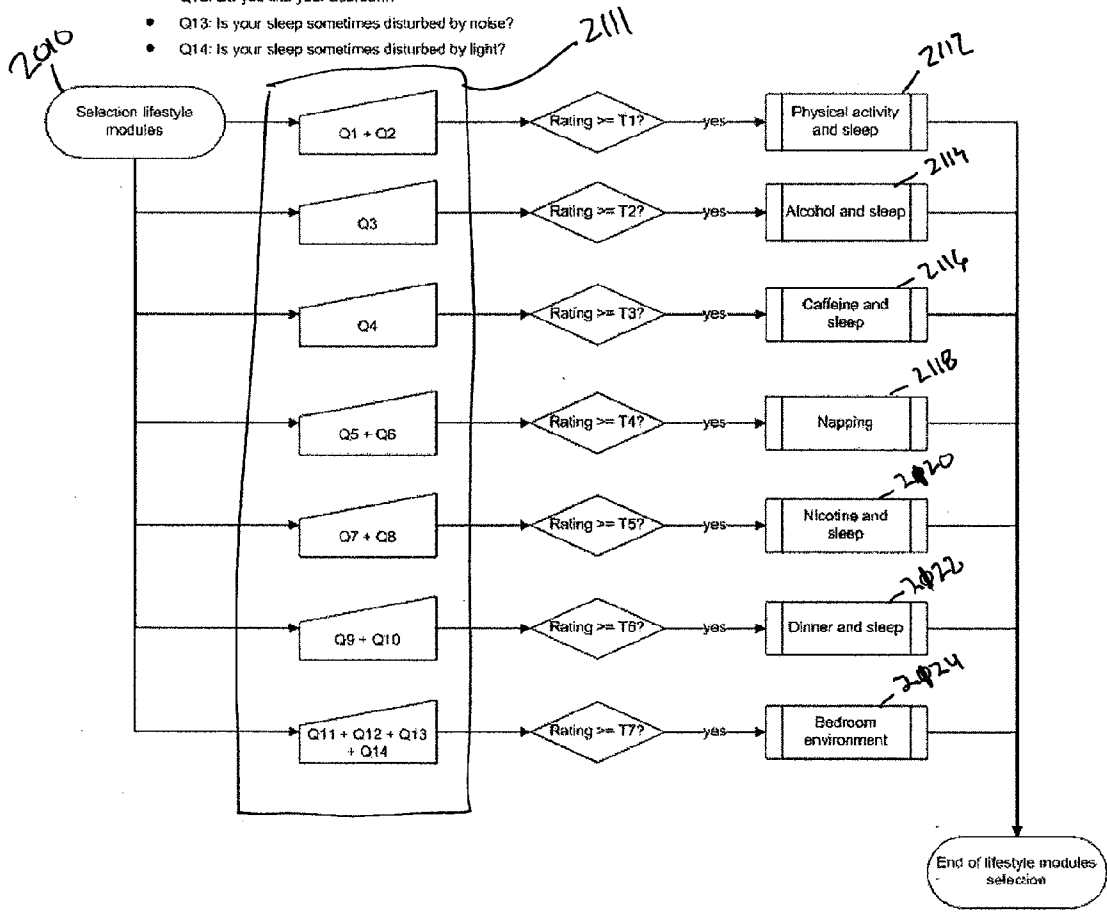 • Q13: Is your sleep sometimes disturbed by noise?
• Q14: Is your sleep sometimes disturbed by light?
2010
2111
2112
Selection lifestyle
modules
Q1 + Q2
Rating >= T1?
yes
Physical activity
and sleep
2114
Q3
Rating >= T2?
yes
Alcohol and sleep
2116
Q4
Rating >= T3?
yes
Caffeine and
sleep
2118
Q5 + Q6
Rating >= T4?
yes
Napping
Q7 + Q8
Rating >= T5?
yes
Nicotine and
sleep
Q9 + Q10
Rating >= T6?
yes
Dinner and sleep
Q11 + Q12 + Q13
+ Q14
Rating >= T7?
yes
Bedroom
environment
End of lifestyle modules
selection